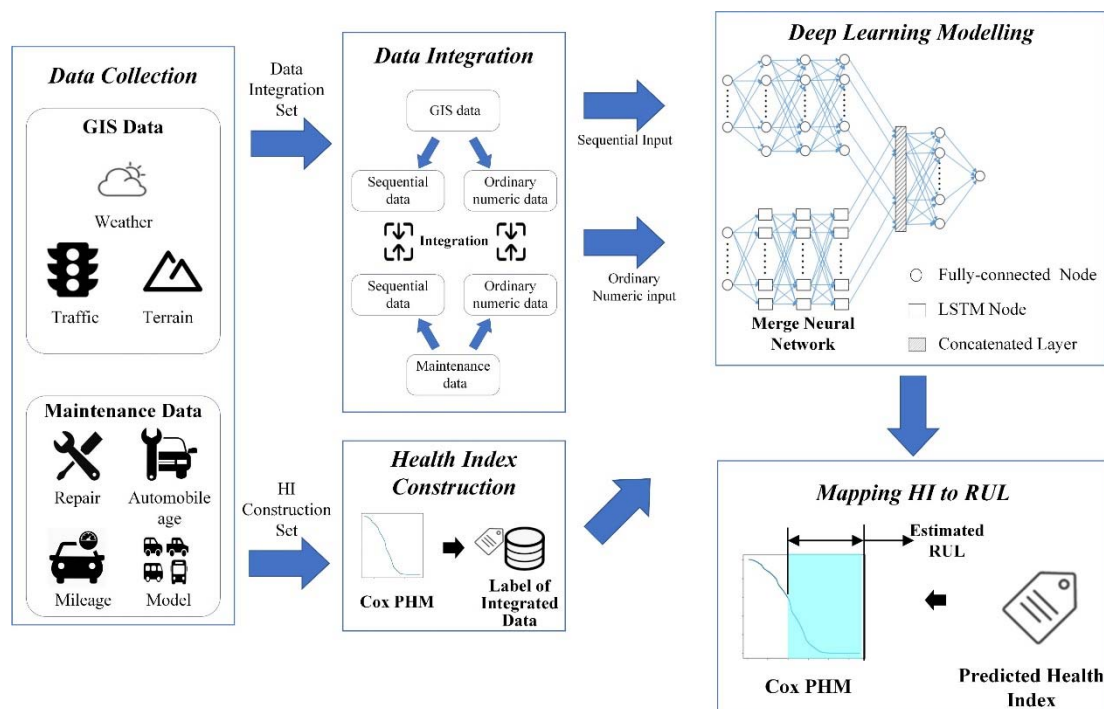 Data Collection
GIS Data
Weather
Traffic
Terrain
Maintenance Data
Repair
Automobile
age
Mileage
Model
Data
Integration
Set
HI
Construction
Set
Data Integration
GIS data
Sequential
data
Ordinary
numeric data
Integration
Sequential
data
Ordinary
numeric data
Maintenance
data
Health Index
Construction
Cox PHM
Label of
Integrated
Data
Sequential Input
Ordinary
Numeric input
Deep Learning Modelling
Merge Neural
Network
Fully-connected Node
LSTM Node
Concatenated Layer
Mapping HI to RUL
Estimated
RUL
Cox PHM
Predicted Health
Index